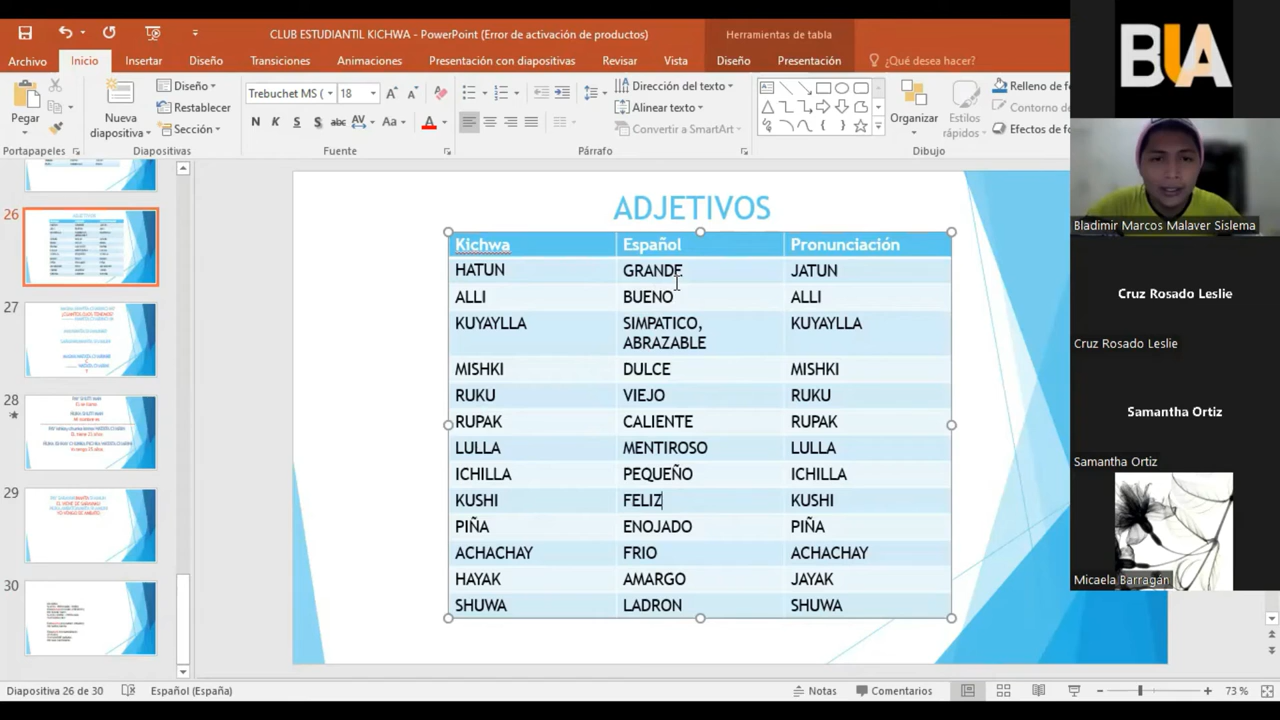 CLUB ESTUDIANTIL KICHWA - PowerPoint (Error de activación de productos)
Herramientas de tabla
Archivo Inicio Insertar Diseño Transiciones Animaciones Presentación con diapositivas Revisar Vista Diseño Presentación ¿Qué desea hacer?
Pegar
Portapapeles
Nueva diapositiva
Diseño
Restablecer
Sección
Diapositivas
Trebuchet MS ( 18
N K S S abc AV Aa A
Fuente
Dirección del texto
Alinear texto
Convertir a SmartArt
Párrafo
Organizar
Estilos rápidos
Relleno de f
Contorno de
Efectos de fo
Dibujo
26
27
28
29
30
ADJETIVOS
Kichwa Español Pronunciación
HATUN GRANDE JATUN
ALLI BUENO ALLI
KUYAYLLA SIMPATICO, ABRAZABLE KUYAYLLA
MISHKI DULCE MISHKI
RUKU VIEJO RUKU
RUPAK CALIENTE RUPAK
LULLA MENTIROSO LULLA
ICHILLA PEQUEÑO ICHILLA
KUSHI FELIZ KUSHI
PIÑA ENOJADO PIÑA
ACHACHAY FRIO ACHACHAY
HAYAK AMARGO JAYAK
SHUWA LADRON SHUWA
BUA
Bladimir Marcos Malaver Sislema
Cruz Rosado Leslie
Cruz Rosado Leslie
Samantha Ortiz
Samantha Ortiz
Micaela Barragán
Diapositiva 26 de 30 Español (España) Notas Comentarios 73 %